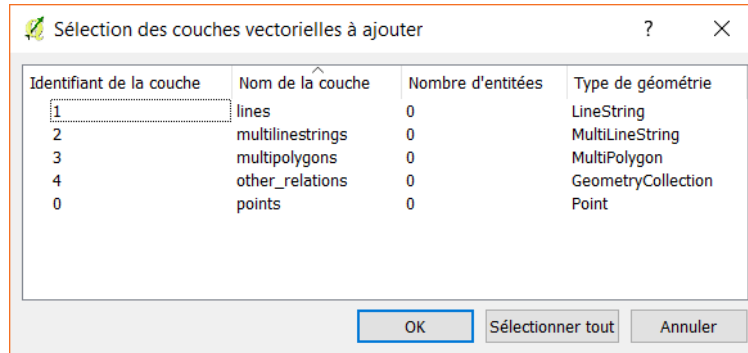 Sélection des couches vectorielles à ajouter ? ×
Identifiant de la couche Nom de la couche Nombre d'entitées Type de géométrie
1 lines 0 LineString
2 multilinestrings 0 MultiLineString
3 multipolygons 0 MultiPolygon
4 other_relations 0 GeometryCollection
0 points 0 Point
OK Sélectionner tout Annuler